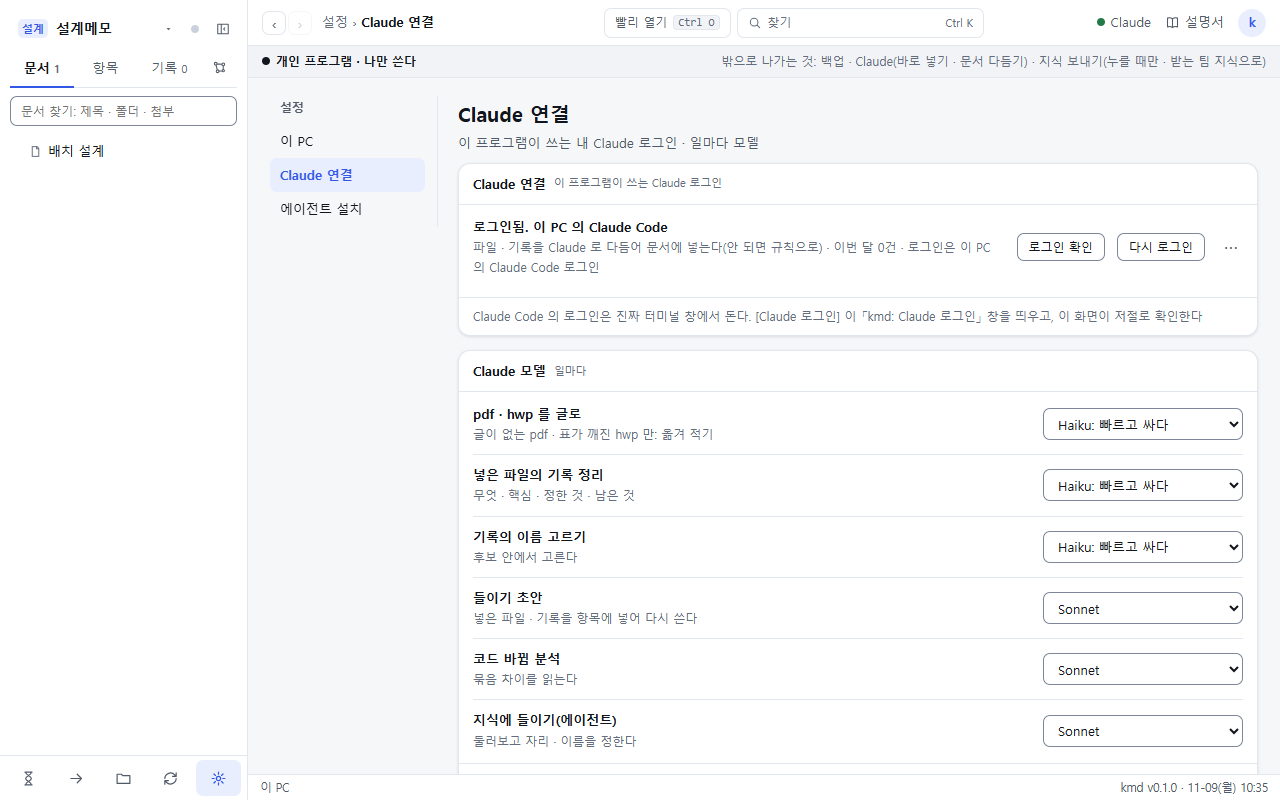 설계 설계메모
문서 1 항목 기록 0
문서 찾기: 제목 · 폴더 · 첨부
배치 설계
‹ › 설정 › Claude 연결
빨리 열기 Ctrl O
찾기 Ctrl K
Claude 설명서 k
개인 프로그램 · 나만 쓴다
밖으로 나가는 것: 백업 · Claude(바로 넣기 · 문서 다듬기) · 지식 보내기(누를 때만 · 받는 팀 지식으로)
설정
이 PC
Claude 연결
에이전트 설치
Claude 연결
이 프로그램이 쓰는 내 Claude 로그인 · 일마다 모델
Claude 연결 이 프로그램이 쓰는 Claude 로그인
로그인됨. 이 PC 의 Claude Code
파일 · 기록을 Claude 로 다듬어 문서에 넣는다(안 되면 규칙으로) · 이번 달 0건 · 로그인은 이 PC
의 Claude Code 로그인
로그인 확인 다시 로그인 ···
Claude Code 의 로그인은 진짜 터미널 창에서 돈다. [Claude 로그인] 이 「kmd: Claude 로그인」 창을 띄우고, 이 화면이 저절로 확인한다
Claude 모델 일마다
pdf · hwp 를 글로
글이 없는 pdf · 표가 깨진 hwp 만: 옮겨 적기
Haiku: 빠르고 싸다
넣은 파일의 기록 정리
무엇 · 핵심 · 정한 것 · 남은 것
Haiku: 빠르고 싸다
기록의 이름 고르기
후보 안에서 고른다
Haiku: 빠르고 싸다
들이기 초안
넣은 파일 · 기록을 항목에 넣어 다시 쓴다
Sonnet
코드 바뀜 분석
묶음 차이를 읽는다
Sonnet
지식에 들이기(에이전트)
둘러보고 자리 · 이름을 정한다
Sonnet
이 PC
kmd v0.1.0 · 11-09(월) 10:35